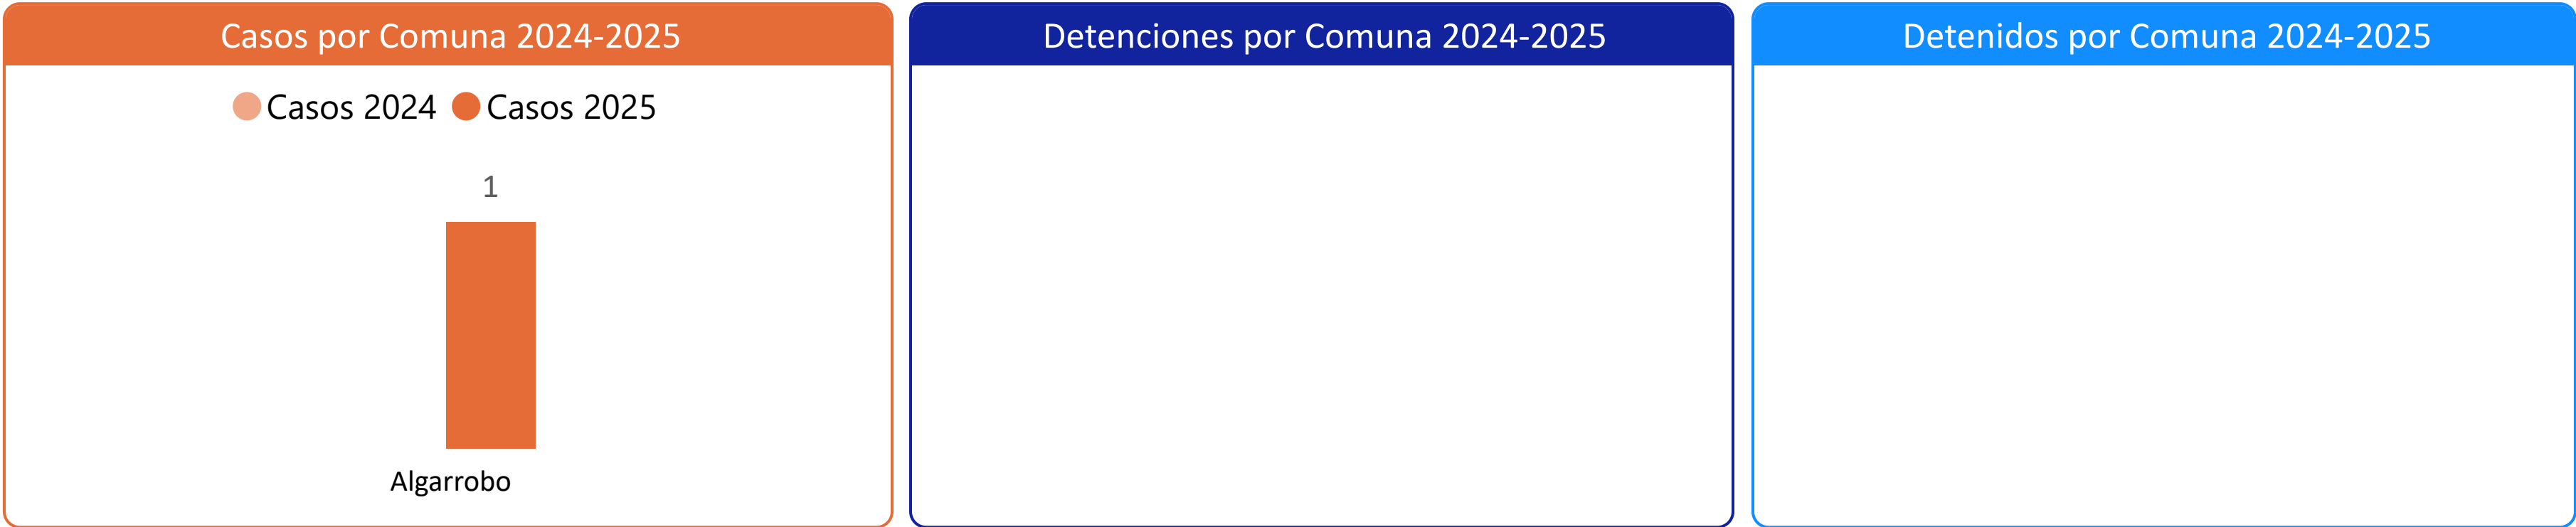 Casos por Comuna 2024-2025
Casos 2024 Casos 2025
1
Algarrobo
Detenciones por Comuna 2024-2025
Detenidos por Comuna 2024-2025